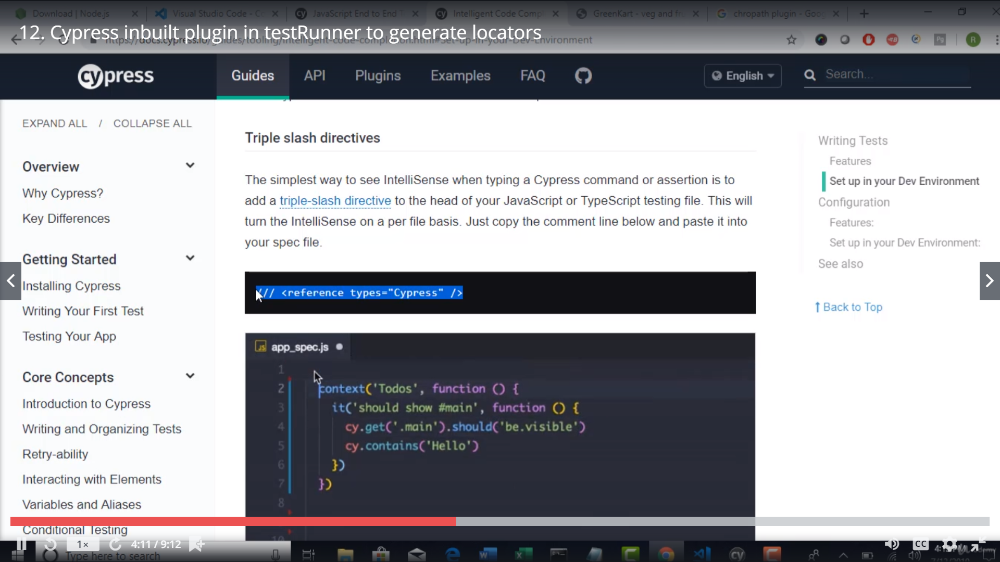 Download | Node.js
Visual Studio Code - C
JavaScript End to End T
Intelligent Code Compl
GreenKart - veg and fru
chropath plugin - Goog
12. Cypress inbuilt plugin in testRunner to generate locators
https://docs.cypress.io/guides/tooling/intelligent-code-completion.html#Set-up-in-your-Dev-Environment
Pg
R
cypress
Guides
API
Plugins
Examples
FAQ
English
Search...
EXPAND ALL / COLLAPSE ALL
Overview
Why Cypress?
Key Differences
Getting Started
Installing Cypress
Writing Your First Test
Testing Your App
Core Concepts
Introduction to Cypress
Writing and Organizing Tests
Retry-ability
Interacting with Elements
Variables and Aliases
Conditional Testing
Triple slash directives
The simplest way to see IntelliSense when typing a Cypress command or assertion is to
add a triple-slash directive to the head of your JavaScript or TypeScript testing file. This will
turn the IntelliSense on a per file basis. Just copy the comment line below and paste it into
your spec file.
/// <reference types="Cypress" />
JS app_spec.js
1
2 context('Todos', function () {
3 it('should show #main', function () {
4 cy.get('.main').should('be.visible')
5 cy.contains('Hello')
6 })
7 })
8
10
Writing Tests
Features
Set up in your Dev Environment
Configuration
Features:
Set up in your Dev Environment:
See also
Back to Top
1×
4:11 / 9:12
CC
Type here to search